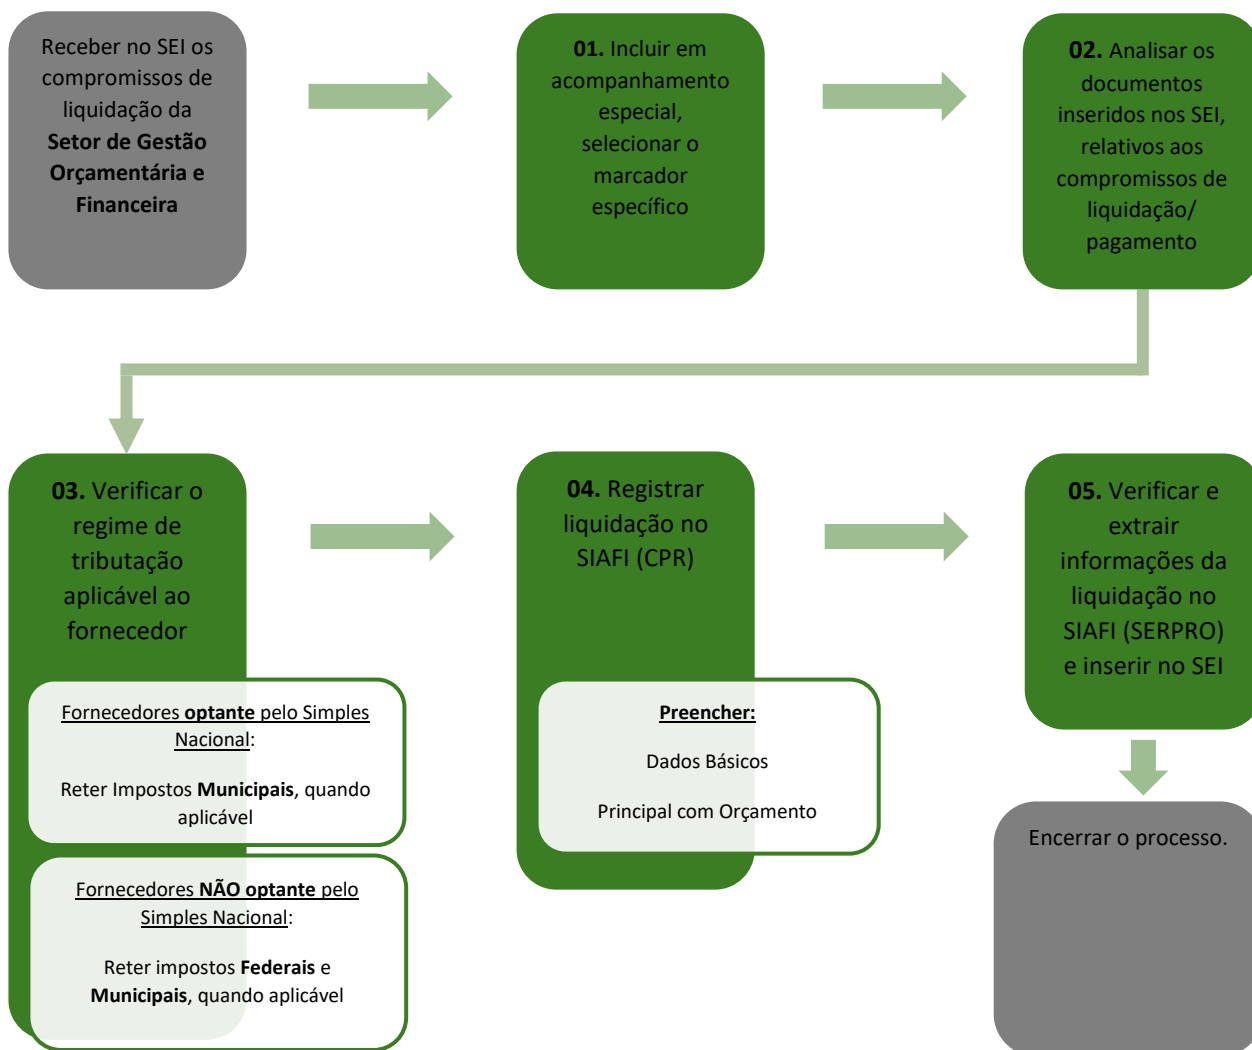 Receber no SEI os
compromissos de
liquidação da
Setor de Gestão
Orçamentária e
Financeira
01. Incluir em
acompanhamento
especial,
selecionar o
marcador
específico
02. Analisar os
documentos
inseridos nos SEI,
relativos aos
compromissos de
liquidação/
pagamento
03. Verificar o
regime de
tributação
aplicável ao
fornecedor
Fornecedores optante pelo Simples
Nacional:
Reter Impostos Municipais, quando
aplicável
Fornecedores NÃO optante pelo
Simples Nacional:
Reter impostos Federais e
Municipais, quando aplicável
04. Registrar
liquidação no
SIAFI (CPR)
Preencher:
Dados Básicos
Principal com Orçamento
05. Verificar e
extrair
informações da
liquidação no
SIAFI (SERPRO)
e inserir no SEI
Encerrar o processo.